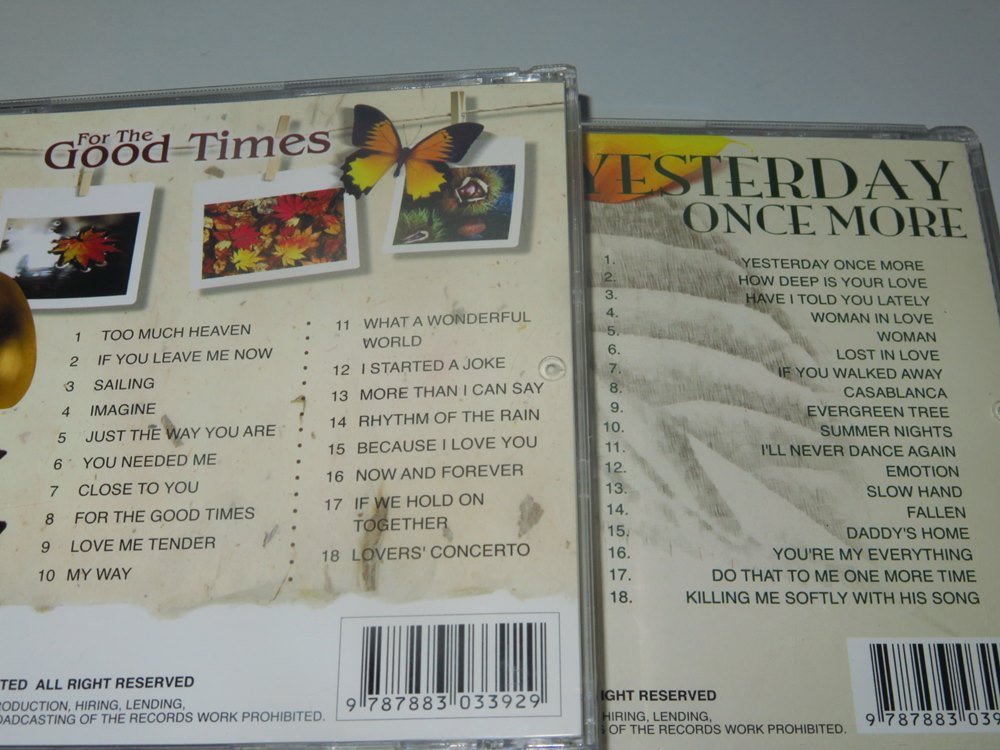 For The
Good Times
1 TOO MUCH HEAVEN
2 IF YOU LEAVE ME NOW
3 SAILING
4 IMAGINE
5 JUST THE WAY YOU ARE
6 YOU NEEDED ME
7 CLOSE TO YOU
8 FOR THE GOOD TIMES
9 LOVE ME TENDER
10 MY WAY
11 WHAT A WONDERFUL
WORLD
12 I STARTED A JOKE
13 MORE THAN I CAN SAY
14 RHYTHM OF THE RAIN
15 BECAUSE I LOVE YOU
16 NOW AND FOREVER
17 IF WE HOLD ON
TOGETHER
18 LOVERS' CONCERTO
TED ALL RIGHT RESERVED
RODUCTION, HIRING, LENDING,
OADCASTING OF THE RECORDS WORK PROHIBITED.
9 787883 033929
YESTERDAY
ONCE MORE
1. YESTERDAY ONCE MORE
2. HOW DEEP IS YOUR LOVE
3. HAVE I TOLD YOU LATELY
4. WOMAN IN LOVE
5. WOMAN
6. LOST IN LOVE
7. IF YOU WALKED AWAY
8. CASABLANCA
9. EVERGREEN TREE
10. SUMMER NIGHTS
11. I'LL NEVER DANCE AGAIN
12. EMOTION
13. SLOW HAND
14. FALLEN
15. DADDY'S HOME
16. YOU'RE MY EVERYTHING
17. DO THAT TO ME ONE MORE TIME
18. KILLING ME SOFTLY WITH HIS SONG
IGHT RESERVED
HIRING, LENDING,
S OF THE RECORDS WORK PROHIBITED.
9 787883 039